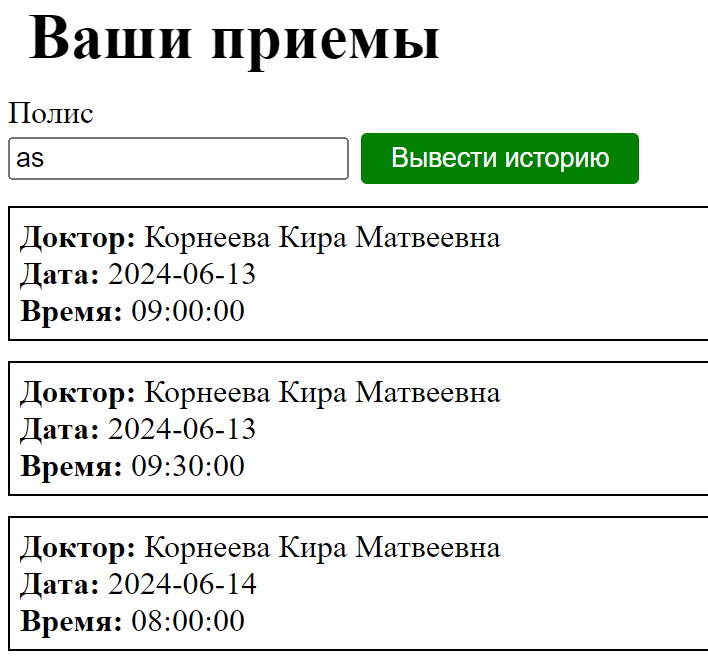 Ваши приемы
Полис
as
Вывести историю
Доктор: Корнеева Кира Матвеевна
Дата: 2024-06-13
Время: 09:00:00
Доктор: Корнеева Кира Матвеевна
Дата: 2024-06-13
Время: 09:30:00
Доктор: Корнеева Кира Матвеевна
Дата: 2024-06-14
Время: 08:00:00